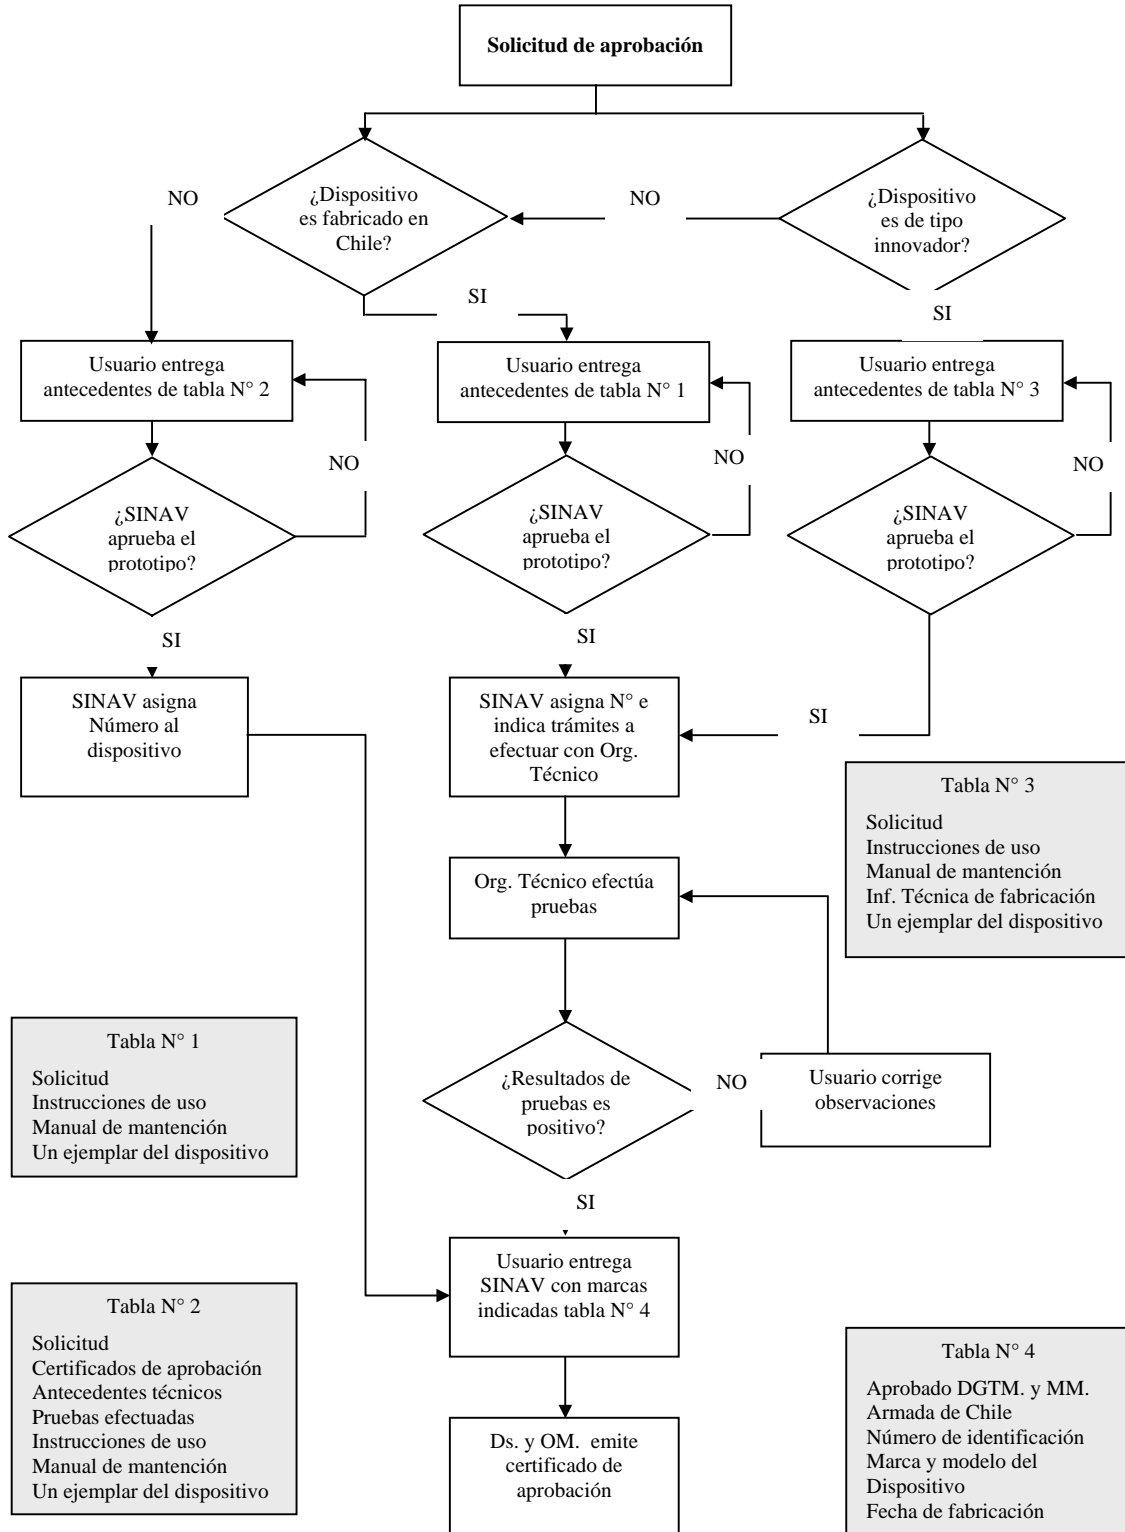 Solicitud de aprobación
¿Dispositivo
es fabricado en
Chile?
¿Dispositivo
es de tipo
innovador?
NO
NO
SI
SI
Usuario entrega
antecedentes de tabla N° 2
Usuario entrega
antecedentes de tabla N° 1
Usuario entrega
antecedentes de tabla N° 3
NO
NO
NO
¿SINAV
aprueba el
prototipo?
¿SINAV
aprueba el
prototipo?
¿SINAV
aprueba el
prototipo?
SI
SI
SI
SINAV asigna
Número al
dispositivo
SINAV asigna N° e
indica trámites a
efectuar con Org.
Técnico
Tabla N° 3
Solicitud
Instrucciones de uso
Manual de mantención
Inf. Técnica de fabricación
Un ejemplar del dispositivo
Org. Técnico efectúa
pruebas
Tabla N° 1
Solicitud
Instrucciones de uso
Manual de mantención
Un ejemplar del dispositivo
¿Resultados de
pruebas es
positivo?
NO
Usuario corrige
observaciones
SI
Usuario entrega
SINAV con marcas
indicadas tabla N° 4
Tabla N° 2
Solicitud
Certificados de aprobación
Antecedentes técnicos
Pruebas efectuadas
Instrucciones de uso
Manual de mantención
Un ejemplar del dispositivo
Ds. y OM. emite
certificado de
aprobación
Tabla N° 4
Aprobado DGTM. y MM.
Armada de Chile
Número de identificación
Marca y modelo del
Dispositivo
Fecha de fabricación